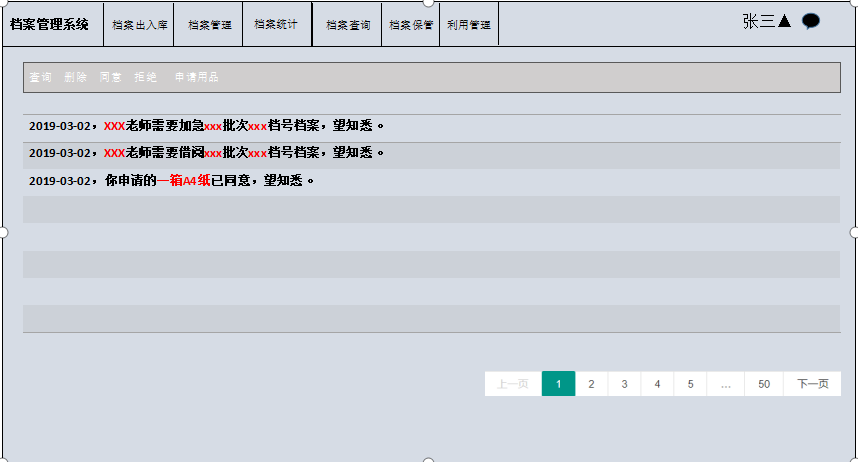 档案管理系统 档案出入库 档案管理 档案统计 档案查询 档案保管 利用管理 张三▲
查询 删除 同意 拒绝 申请用品
2019-03-02，XXX老师需要加急xxx批次xxx档号档案，望知悉。
2019-03-02，XXX老师需要借阅xxx批次xxx档号档案，望知悉。
2019-03-02，你申请的一箱A4纸已同意，望知悉。
上一页 1 2 3 4 5 … 50 下一页